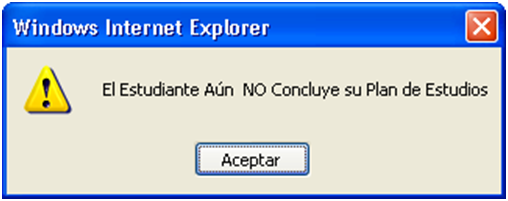 Windows Internet Explorer
El Estudiante Aún NO Concluye su Plan de Estudios
Aceptar